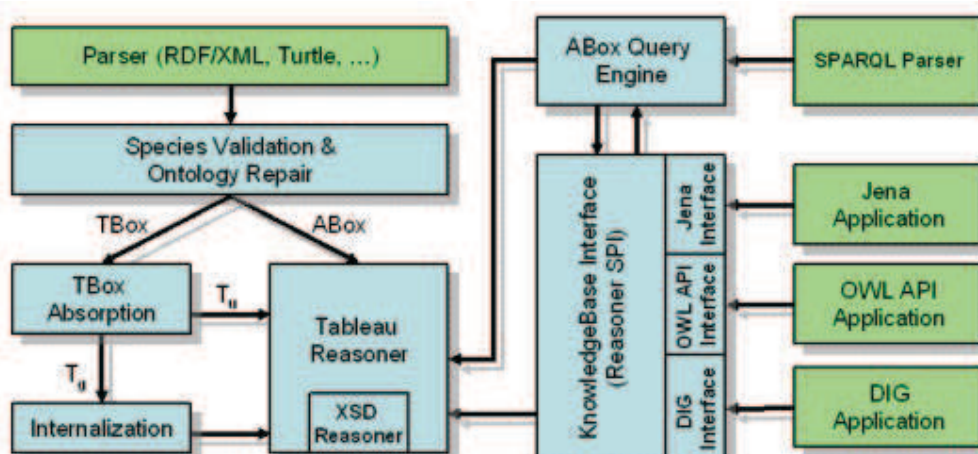 Parser (RDF/XML, Turtle, …)
Species Validation &
Ontology Repair
TBox
ABox
TBox
Absorption
Tu
Tableau
Reasoner
Tu
Internalization
XSD
Reasoner
ABox Query
Engine
SPARQL Parser
KnowledgeBase Interface
(Reasoner SPI)
Jena
Interface
OWL API
Interface
DIG
Interface
Jena
Application
OWL API
Application
DIG
Application